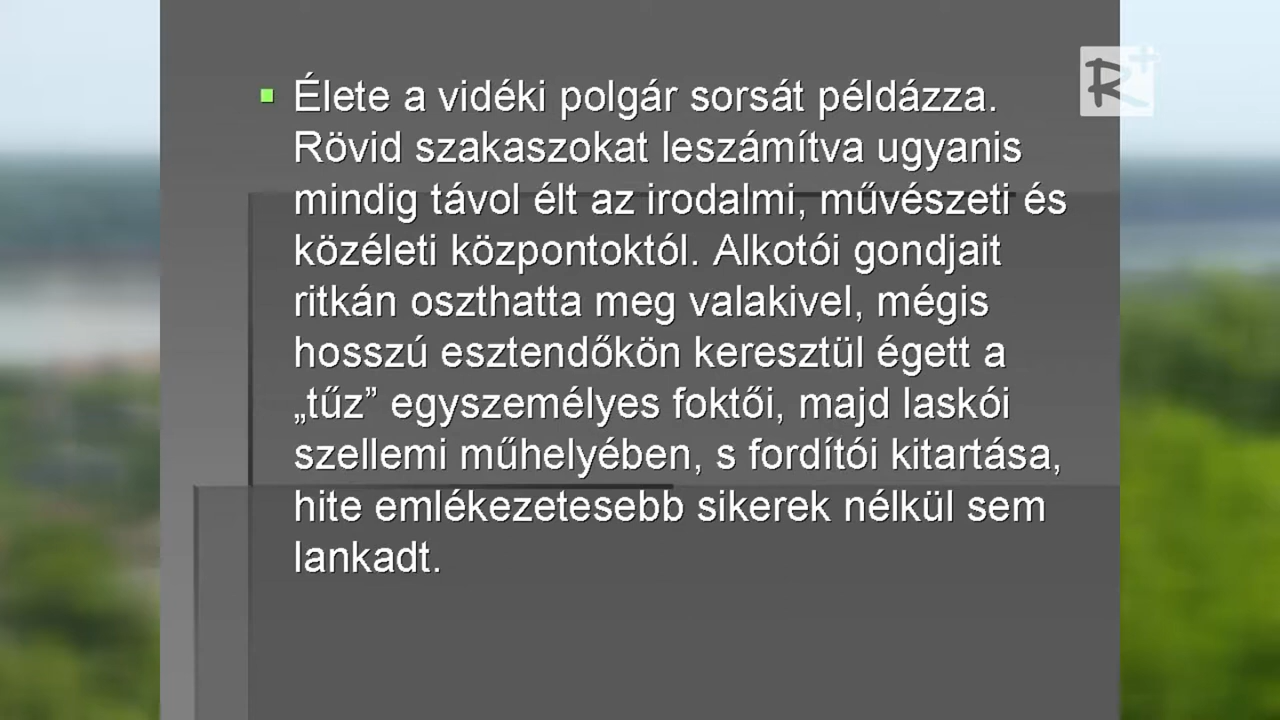 Élete a vidéki polgár sorsát példázza.
Rövid szakaszokat leszámítva ugyanis
mindig távol élt az irodalmi, művészeti és
közéleti központoktól. Alkotói gondjait
ritkán oszthatta meg valakivel, mégis
hosszú esztendőkön keresztül égett a
„tűz” egyszemélyes foktői, majd laskói
szellemi műhelyében, s fordítói kitartása,
hite emlékezetesebb sikerek nélkül sem
lankadt.
R+